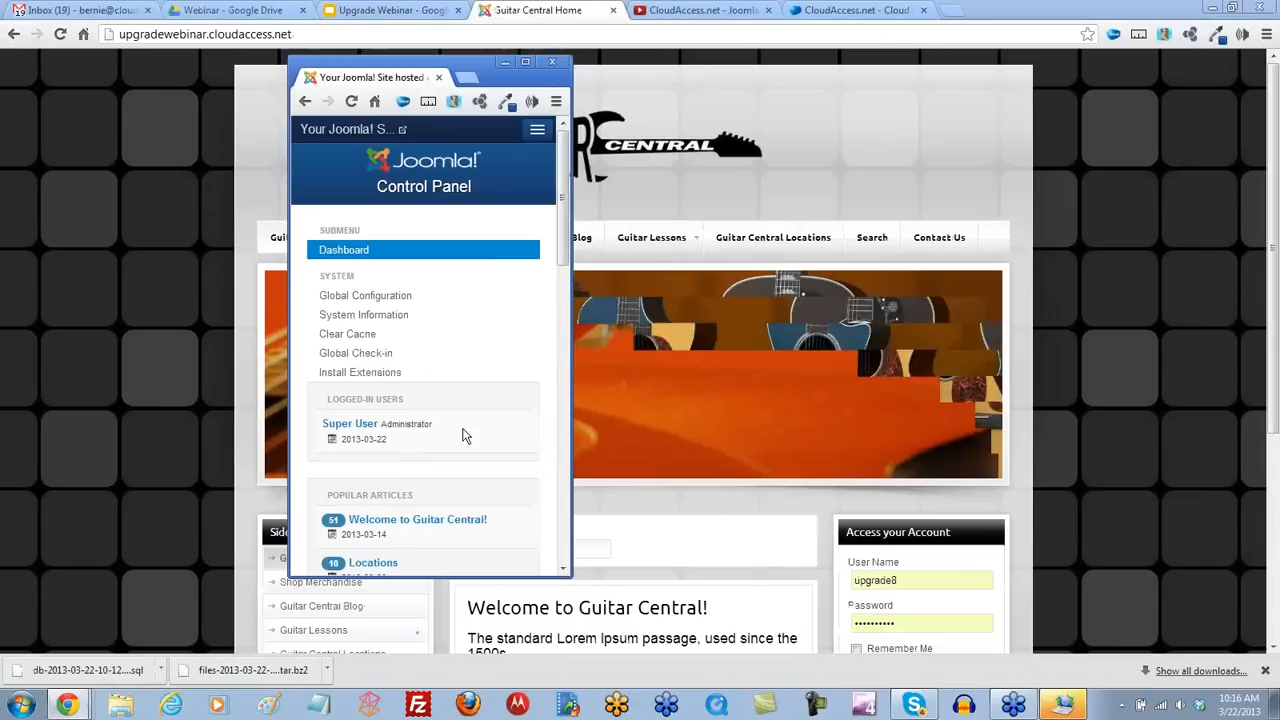 Inbox (19) - bernie@clou
Webinar - Google Drive
Upgrade Webinar - Googl
Guitar Central Home
CloudAccess.net - Joomla
CloudAccess.net - Cloud
upgradewebinar.cloudaccess.net
Your Joomla! Site hosted
Your Joomla! S...
Joomla!
Control Panel
SUBMENU
Dashboard
SYSTEM
Global Configuration
System Information
Clear Cache
Global Check-in
Install Extensions
LOGGED-IN USERS
Super User Administrator
2013-03-22
POPULAR ARTICLES
51 Welcome to Guitar Central!
2013-03-14
10 Locations
CENTRAL
Blog
Guitar Lessons
Guitar Central Locations
Search
Contact Us
Shop Merchandise
Guitar Central Blog
Guitar Lessons
Welcome to Guitar Central!
The standard Lorem Ipsum passage, used since the
1500s
Access your Account
User Name
upgrade8
Password
••••••••••
Remember Me
db-2013-03-22-10-12....sql
files-2013-03-22-....tar.bz2
Show all downloads...
10:16 AM
3/22/2013